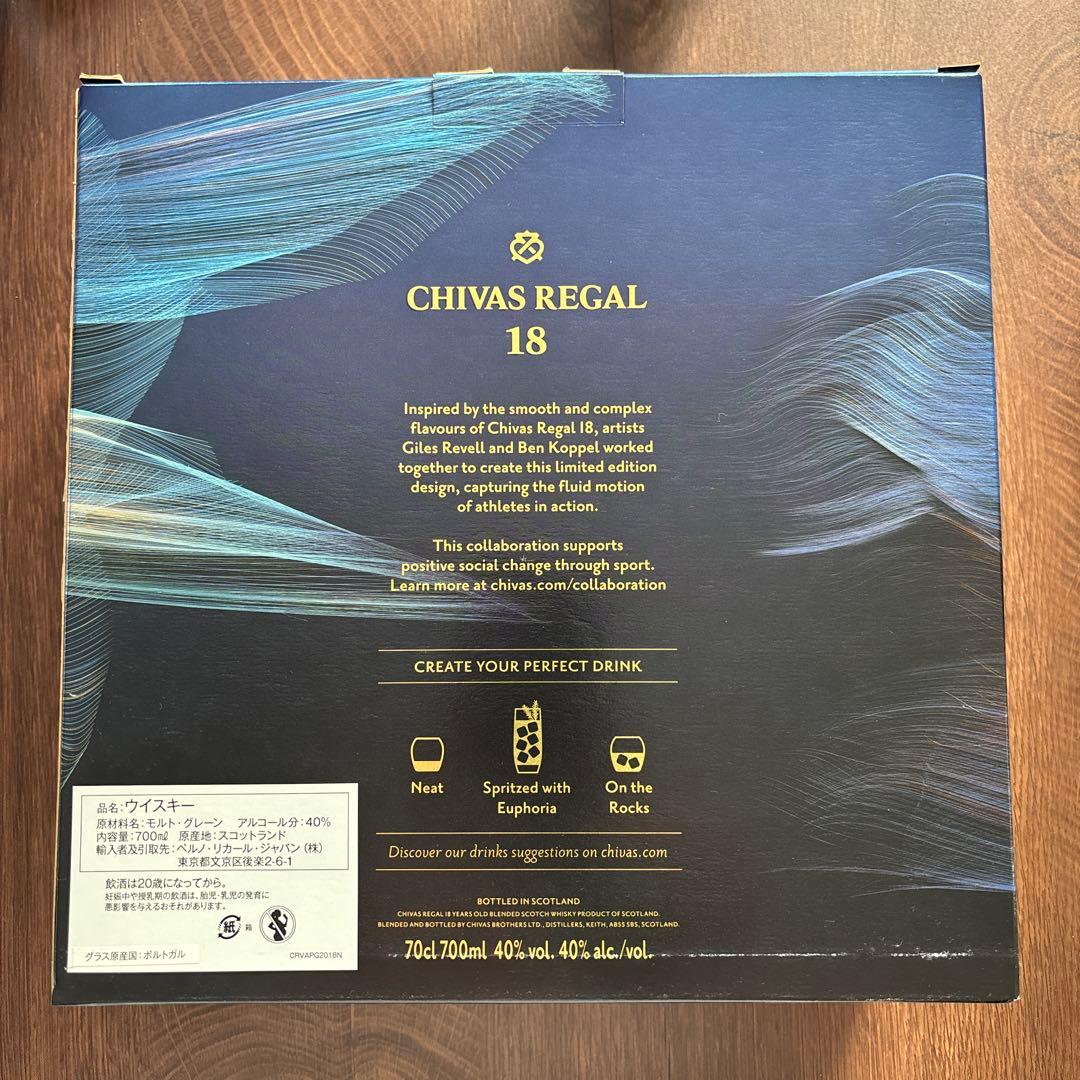 CHIVAS REGAL
18
Inspired by the smooth and complex
flavours of Chivas Regal 18, artists
Giles Revell and Ben Koppel worked
together to create this limited edition
design, capturing the fluid motion
of athletes in action.
This collaboration supports
positive social change through sport.
Learn more at chivas.com/collaboration
CREATE YOUR PERFECT DRINK
Neat
Spritzed with
Euphoria
On the
Rocks
Discover our drinks suggestions on chivas.com
BOTTLED IN SCOTLAND
CHIVAS REGAL 18 YEARS OLD BLENDED SCOTCH WHISKY PRODUCT OF SCOTLAND.
BLENDED AND BOTTLED BY CHIVAS BROTHERS LTD., DISTILLERS, KEITH, AB55 5BS, SCOTLAND.
70cl 700ml 40% vol. 40% alc./vol.
品名:ウイスキー
原材料名:モルト・グレーン アルコール分:40%
内容量:700ml 原産地:スコットランド
輸入者及引取先:ペルノ・リカール・ジャパン(株)
東京都文京区後楽2-6-1
飲酒は20歳になってから。
妊娠中や授乳期の飲酒は、胎児・乳児の発育に
悪影響を与えるおそれがあります。
紙 箱
グラス原産国:ポルトガル
CRVAPG2018N